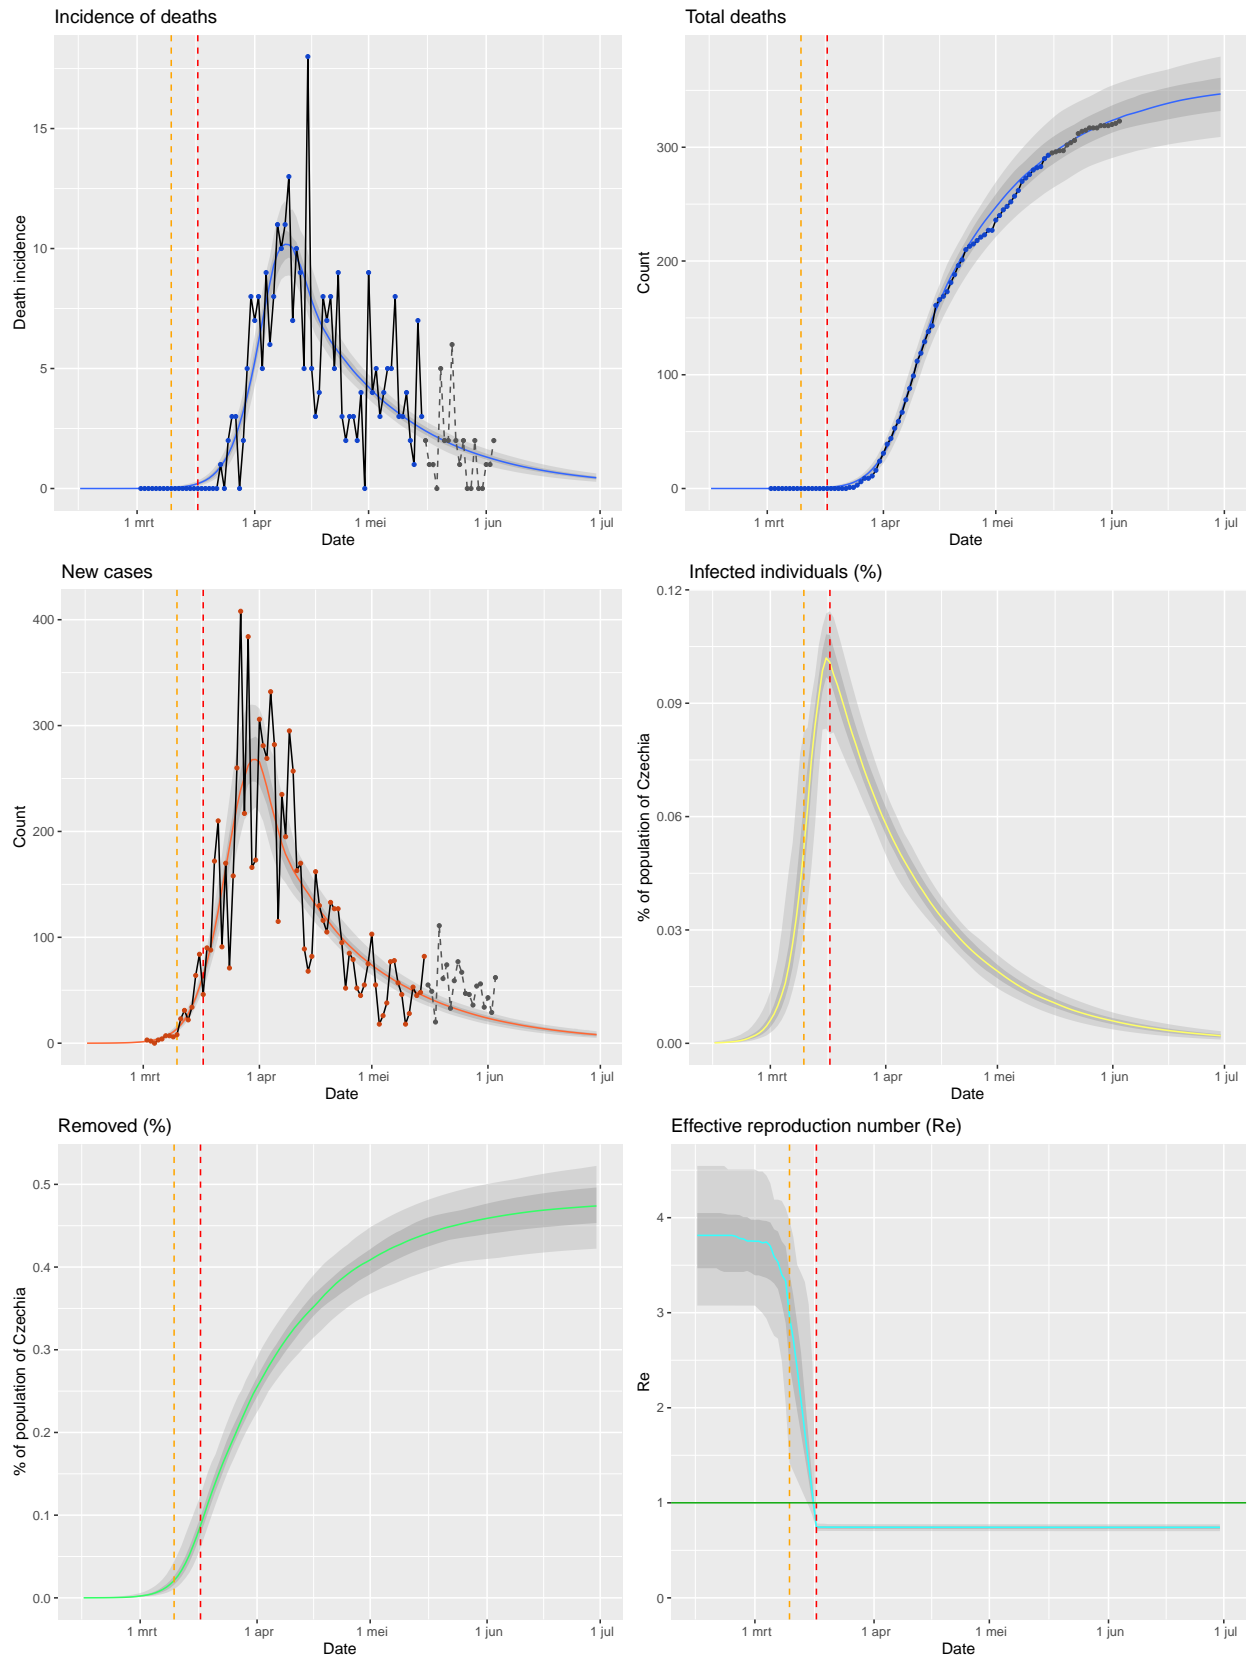 Incidence of deaths
Death incidence
15
10
5
0
1 mrt 1 apr 1 mei 1 jun 1 jul
Date
Total deaths
Count
300
200
100
0
1 mrt 1 apr 1 mei 1 jun 1 jul
Date
New cases
Count
400
300
200
100
0
1 mrt 1 apr 1 mei 1 jun 1 jul
Date
Infected individuals (%)
% of population of Czechia
0.12
0.09
0.06
0.03
0.00
1 mrt 1 apr 1 mei 1 jun 1 jul
Date
Removed (%)
% of population of Czechia
0.5
0.4
0.3
0.2
0.1
0.0
1 mrt 1 apr 1 mei 1 jun 1 jul
Date
Effective reproduction number (Re)
Re
4
3
2
1
0
1 mrt 1 apr 1 mei 1 jun 1 jul
Date